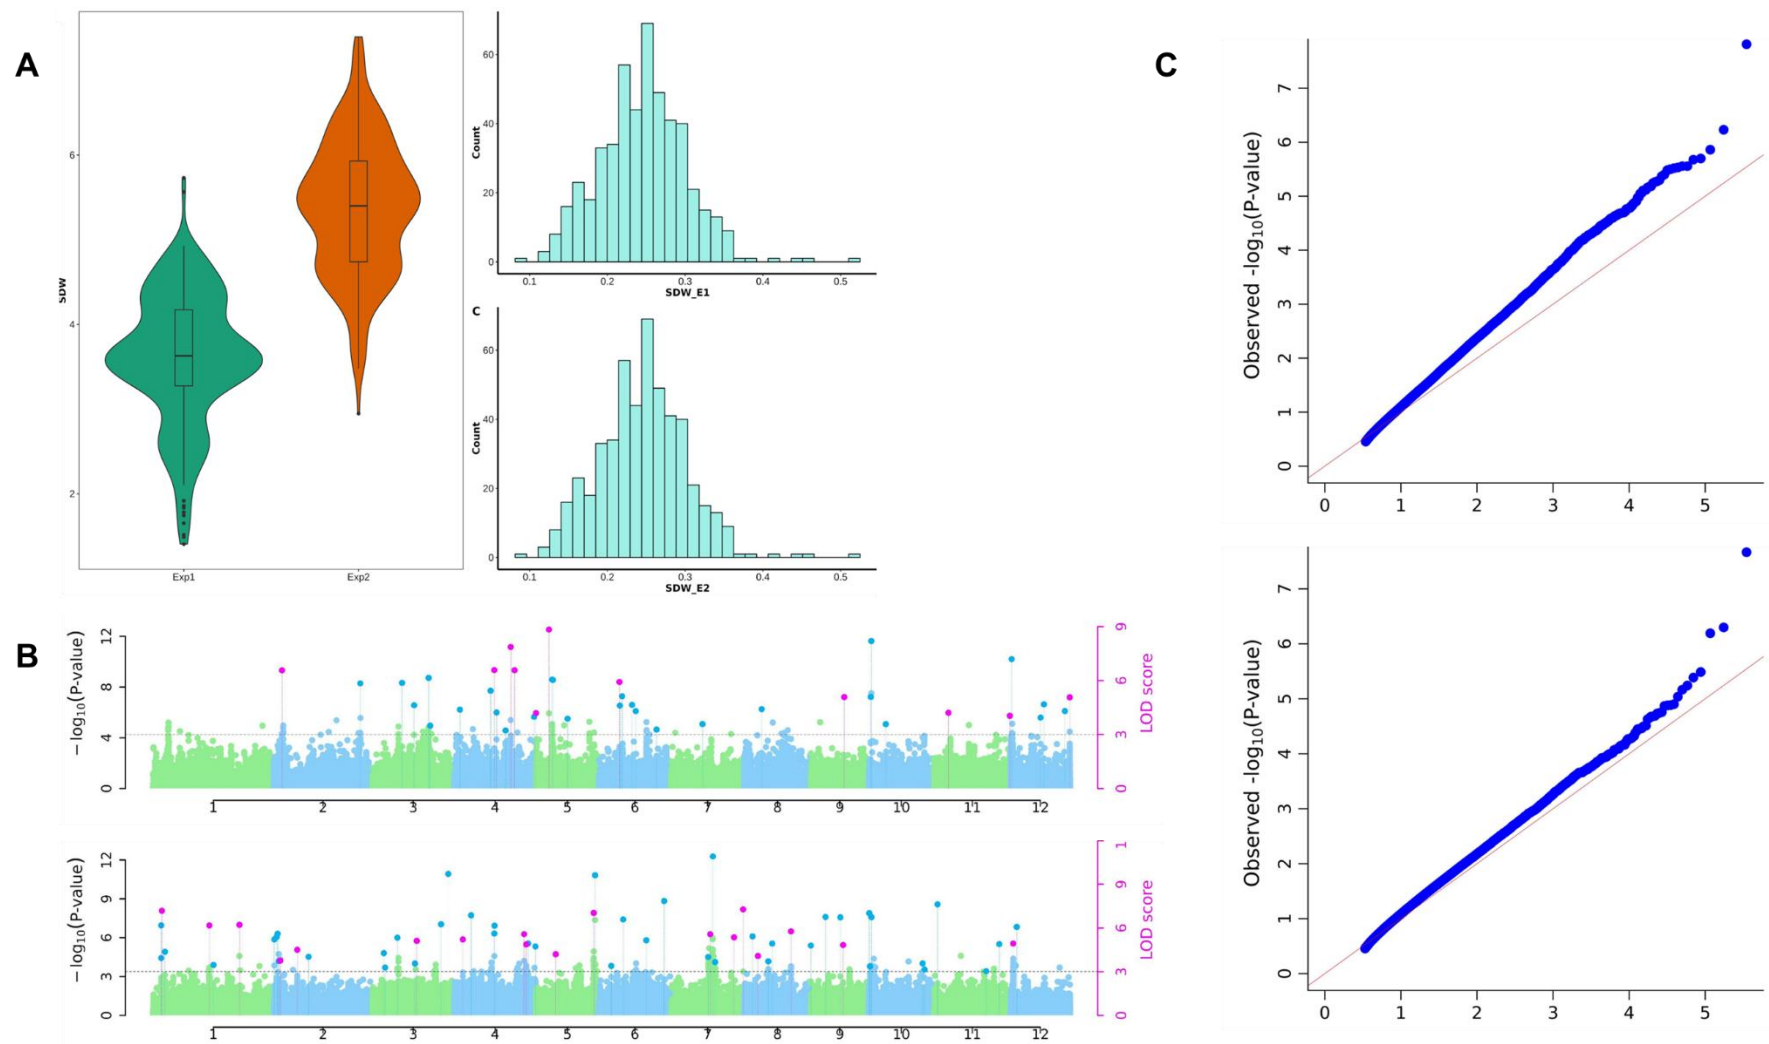 A
SDW
6
4
2
Exp1 Exp2
Count
60
40
20
0
0.1 0.2 0.3 0.4 0.5
SDW_E1
C
Count
60
40
20
0
0.1 0.2 0.3 0.4 0.5
SDW_E2
B
−log10(P-value)
12
8
4
0
1 2 3 4 5 6 7 8 9 10 11 12
9
6
3
0
LOD score
−log10(P-value)
12
9
6
3
0
1 2 3 4 5 6 7 8 9 10 11 12
1
9
6
3
0
LOD score
C
Observed -log10(P-value)
7
6
5
4
3
2
1
0
0 1 2 3 4 5
Observed -log10(P-value)
7
6
5
4
3
2
1
0
0 1 2 3 4 5